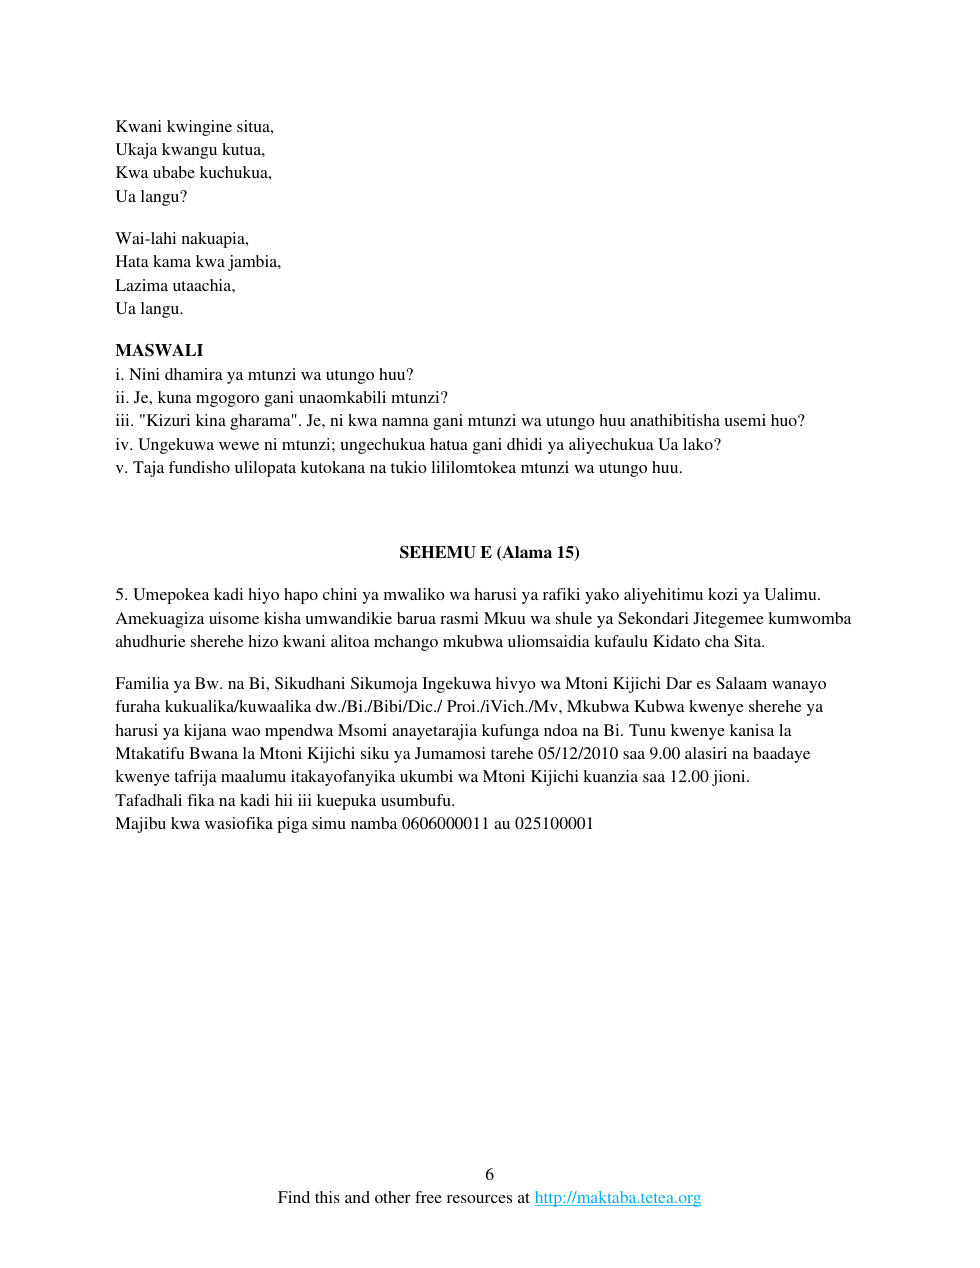 Kwani kwingine situa,
Ukaja kwangu kutua,
Kwa ubabe kuchukua,
Ua langu?
Wai-lahi nakuapia,
Hata kama kwa jambia,
Lazima utaachia,
Ua langu.
MASWALI
i. Nini dhamira ya mtunzi wa utungo huu?
ii. Je, kuna mgogoro gani unaomkabili mtunzi?
iii. "Kizuri kina gharama". Je, ni kwa namna gani mtunzi wa utungo huu anathibitisha usemi huo?
iv. Ungekuwa wewe ni mtunzi; ungechukua hatua gani dhidi ya aliyechukua Ua lako?
v. Taja fundisho ulilopata kutokana na tukio lililomtokea mtunzi wa utungo huu.
SEHEMU E (Alama 15)
5. Umepokea kadi hiyo hapo chini ya mwaliko wa harusi ya rafiki yako aliyehitimu kozi ya Ualimu.
Amekuagiza uisome kisha umwandikie barua rasmi Mkuu wa shule ya Sekondari Jitegemee kumwomba
ahudhurie sherehe hizo kwani alitoa mchango mkubwa uliomsaidia kufaulu Kidato cha Sita.
Familia ya Bw. na Bi, Sikudhani Sikumoja Ingekuwa hivyo wa Mtoni Kijichi Dar es Salaam wanayo
furaha kukualika/kuwaalika dw./Bi./Bibi/Dic./ Proi./iVich./Mv, Mkubwa Kubwa kwenye sherehe ya
harusi ya kijana wao mpendwa Msomi anayetarajia kufunga ndoa na Bi. Tunu kwenye kanisa la
Mtakatifu Bwana la Mtoni Kijichi siku ya Jumamosi tarehe 05/12/2010 saa 9.00 alasiri na baadaye
kwenye tafrija maalumu itakayofanyika ukumbi wa Mtoni Kijichi kuanzia saa 12.00 jioni.
Tafadhali fika na kadi hii iii kuepuka usumbufu.
Majibu kwa wasiofika piga simu namba 0606000011 au 025100001
6
Find this and other free resources at http://maktaba.tetea.org